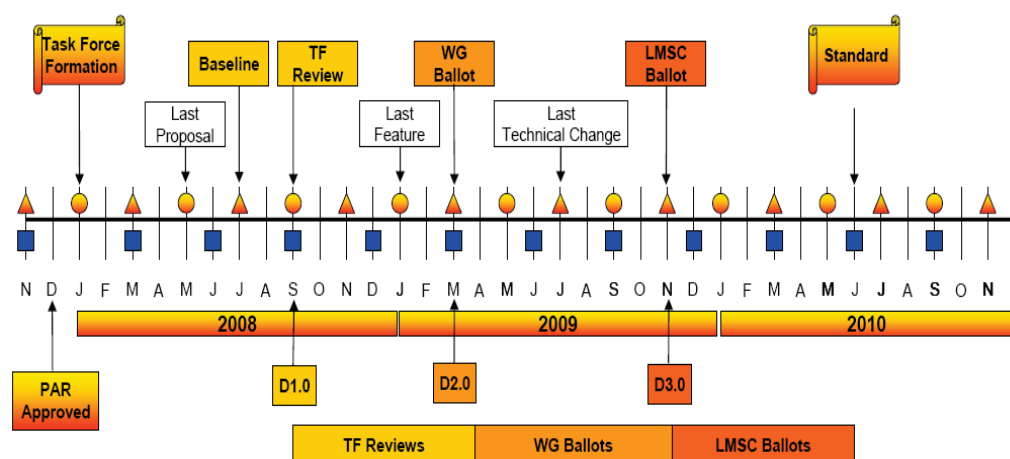 Task Force
Formation
Baseline
TF
Review
WG
Ballot
LMSC
Ballot
Standard
Last
Proposal
Last
Feature
Last
Technical Change
N D J F M A M J J A S O N D J F M A M J J A S O N D J F M A M J J A S O N
2008 2009 2010
PAR
Approved
D1.0 D2.0 D3.0
TF Reviews WG Ballots LMSC Ballots